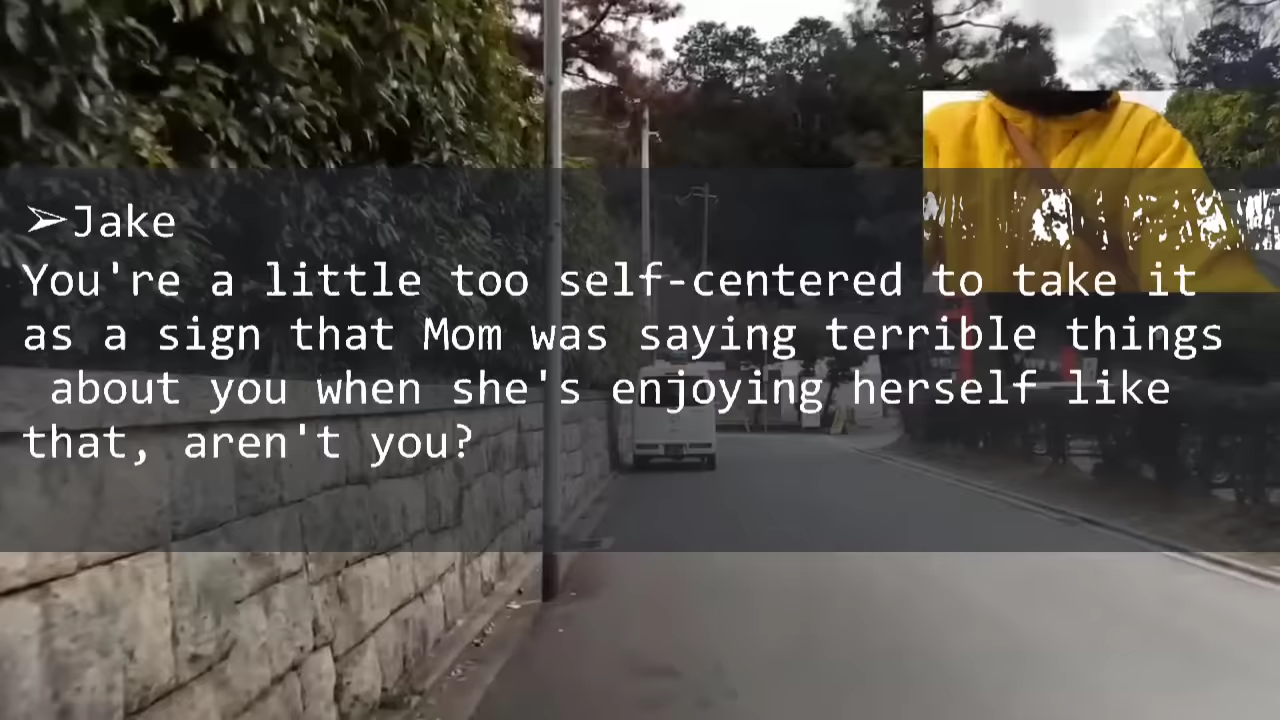 ➢Jake
You're a little too self-centered to take it
as a sign that Mom was saying terrible things
about you when she's enjoying herself like
that, aren't you?